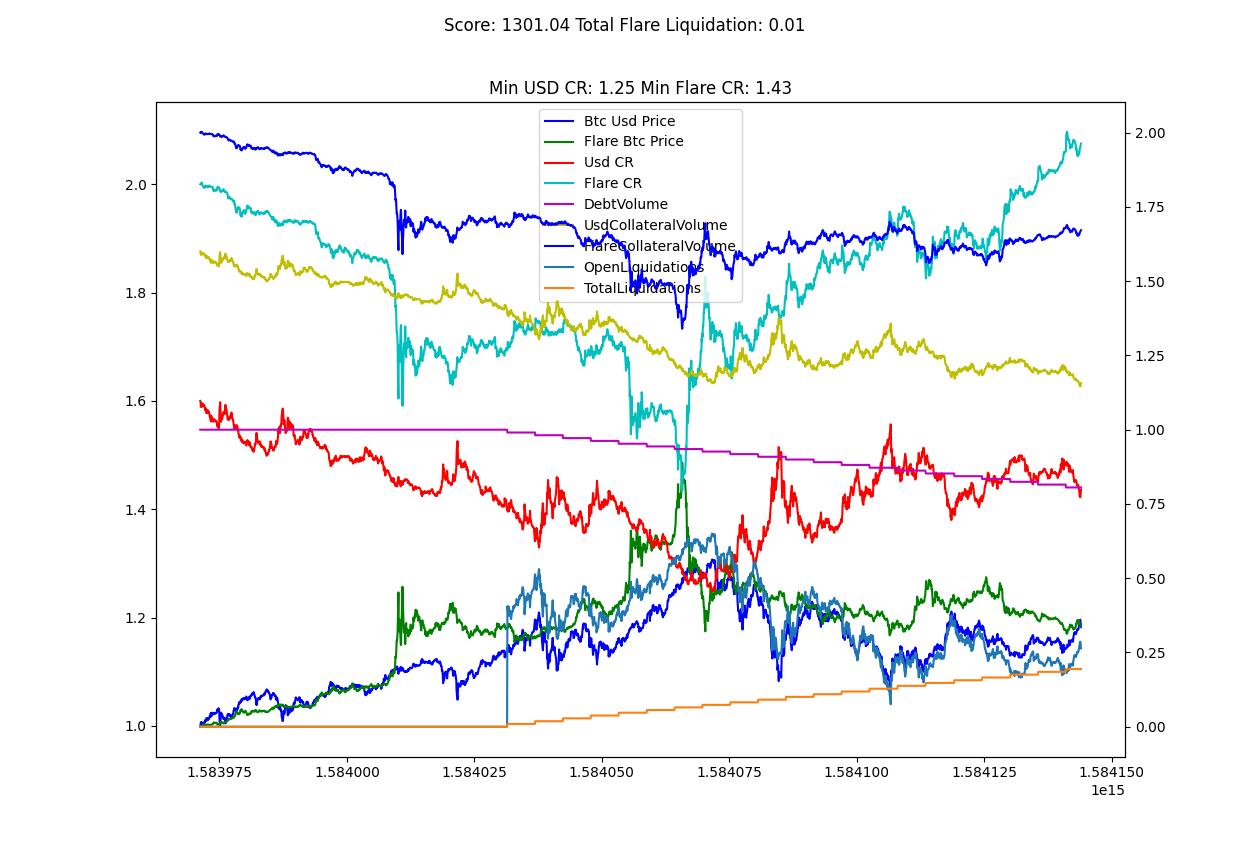 Score: 1301.04 Total Flare Liquidation: 0.01
Min USD CR: 1.25 Min Flare CR: 1.43
Btc Usd Price
Flare Btc Price
Usd CR
Flare CR
DebtVolume
UsdCollateralVolume
FlareCollateralVolume
OpenLiquidations
TotalLiquidations
2.0
1.8
1.6
1.4
1.2
1.0
2.00
1.75
1.50
1.25
1.00
0.75
0.50
0.25
0.00
1.583975 1.584000 1.584025 1.584050 1.584075 1.584100 1.584125 1.584150
1e15